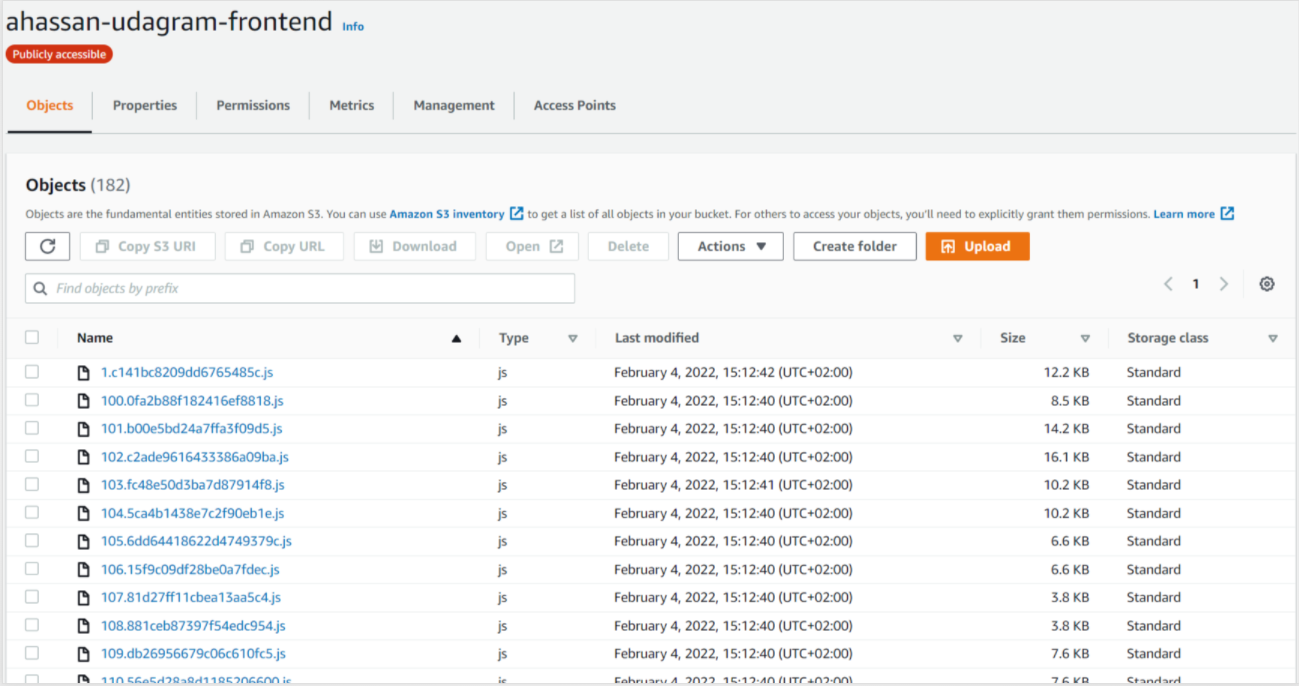 ahassan-udagram-frontend Info
Publicly accessible
Objects Properties Permissions Metrics Management Access Points
Objects (182)
Objects are the fundamental entities stored in Amazon S3. You can use Amazon S3 inventory to get a list of all objects in your bucket. For others to access your objects, you'll need to explicitly grant them permissions. Learn more
Copy S3 URI Copy URL Download Open Delete Actions Create folder Upload
Find objects by prefix 1
Name Type Last modified Size Storage class
1.c141bc8209dd6765485c.js js February 4, 2022, 15:12:42 (UTC+02:00) 12.2 KB Standard
100.0fa2b88f182416ef8818.js js February 4, 2022, 15:12:40 (UTC+02:00) 8.5 KB Standard
101.b00e5bd24a7ffa3f09d5.js js February 4, 2022, 15:12:40 (UTC+02:00) 14.2 KB Standard
102.c2ade9616433386a09ba.js js February 4, 2022, 15:12:40 (UTC+02:00) 16.1 KB Standard
103.fc48e50d3ba7d87914f8.js js February 4, 2022, 15:12:41 (UTC+02:00) 10.2 KB Standard
104.5ca4b1438e7c2f90eb1e.js js February 4, 2022, 15:12:40 (UTC+02:00) 10.2 KB Standard
105.6dd64418622d4749379c.js js February 4, 2022, 15:12:40 (UTC+02:00) 6.6 KB Standard
106.15f9c09df28be0a7fdec.js js February 4, 2022, 15:12:40 (UTC+02:00) 6.6 KB Standard
107.81d27ff11cbea13aa5c4.js js February 4, 2022, 15:12:40 (UTC+02:00) 3.8 KB Standard
108.881ceb87397f54edc954.js js February 4, 2022, 15:12:40 (UTC+02:00) 3.8 KB Standard
109.db26956679c06c610fc5.js js February 4, 2022, 15:12:40 (UTC+02:00) 7.6 KB Standard
110.56e5d28a8d1185206600.js js February 4, 2022, 15:12:40 (UTC+02:00) 7.6 KB Standard